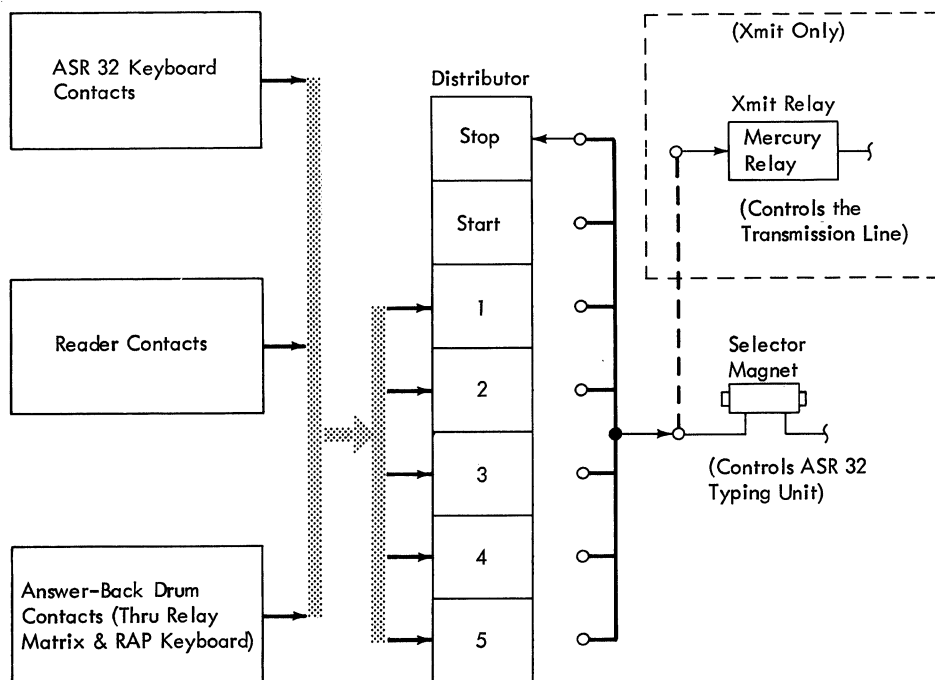 ASR 32 Keyboard
Contacts
Reader Contacts
Answer-Back Drum
Contacts (Thru Relay
Matrix & RAP Keyboard)
Distributor
Stop
Start
1
2
3
4
5
(Xmit Only)
Xmit Relay
Mercury
Relay
(Controls the
Transmission Line)
Selector
Magnet
(Controls ASR 32
Typing Unit)